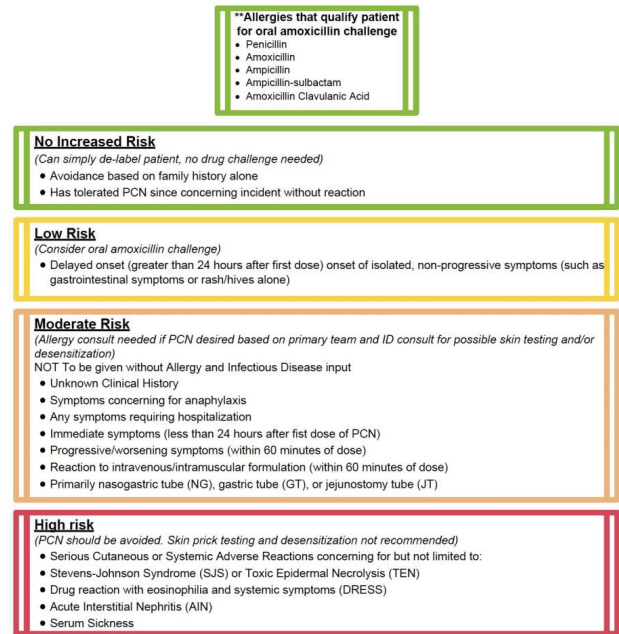 **Allergies that qualify patient
for oral amoxicillin challenge
• Penicillin
• Amoxicillin
• Ampicillin
• Ampicillin-sulbactam
• Amoxicillin Clavulanic Acid
No Increased Risk
(Can simply de-label patient, no drug challenge needed)
• Avoidance based on family history alone
• Has tolerated PCN since concerning incident without reaction
Low Risk
(Consider oral amoxicillin challenge)
• Delayed onset (greater than 24 hours after first dose) onset of isolated, non-progressive symptoms (such as
gastrointestinal symptoms or rash/hives alone)
Moderate Risk
(Allergy consult needed if PCN desired based on primary team and ID consult for possible skin testing and/or
desensitization)
NOT To be given without Allergy and Infectious Disease input
• Unknown Clinical History
• Symptoms concerning for anaphylaxis
• Any symptoms requiring hospitalization
• Immediate symptoms (less than 24 hours after fist dose of PCN)
• Progressive/worsening symptoms (within 60 minutes of dose)
• Reaction to intravenous/intramuscular formulation (within 60 minutes of dose)
• Primarily nasogastric tube (NG), gastric tube (GT), or jejunostomy tube (JT)
High risk
(PCN should be avoided. Skin prick testing and desensitization not recommended)
• Serious Cutaneous or Systemic Adverse Reactions concerning for but not limited to:
• Stevens-Johnson Syndrome (SJS) or Toxic Epidermal Necrolysis (TEN)
• Drug reaction with eosinophilia and systemic symptoms (DRESS)
• Acute Interstitial Nephritis (AIN)
• Serum Sickness